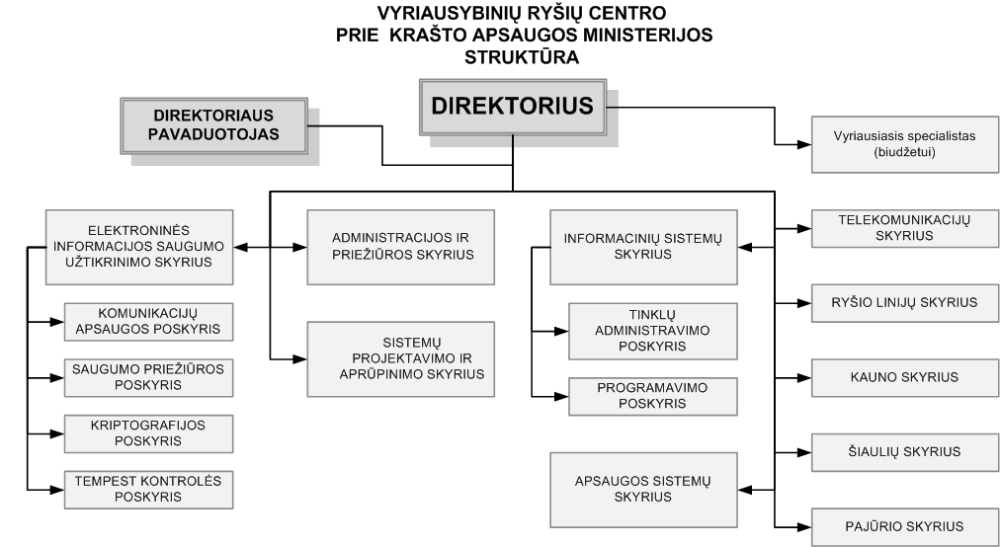 VYRIAUSYBINIŲ RYŠIŲ CENTRO
PRIE KRAŠTO APSAUGOS MINISTERIJOS
STRUKTŪRA
DIREKTORIUS
DIREKTORIAUS
PAVADUOTOJAS
Vyriausiasis specialistas
(biudžetui)
ELEKTRONINĖS
INFORMACIJOS SAUGUMO
UŽTIKRINIMO SKYRIUS
KOMUNIKACIJŲ
APSAUGOS POSKYRIS
SAUGUMO PRIEŽIŪROS
POSKYRIS
KRIPTOGRAFIJOS
POSKYRIS
TEMPEST KONTROLĖS
POSKYRIS
ADMINISTRACIJOS IR
PRIEŽIŪROS SKYRIUS
SISTEMŲ
PROJEKTAVIMO IR
APRŪPINIMO SKYRIUS
INFORMACINIŲ SISTEMŲ
SKYRIUS
TINKLŲ
ADMINISTRAVIMO
POSKYRIS
PROGRAMAVIMO
POSKYRIS
APSAUGOS SISTEMŲ
SKYRIUS
TELEKOMUNIKACIJŲ
SKYRIUS
RYŠIO LINIJŲ SKYRIUS
KAUNO SKYRIUS
ŠIAULIŲ SKYRIUS
PAJŪRIO SKYRIUS